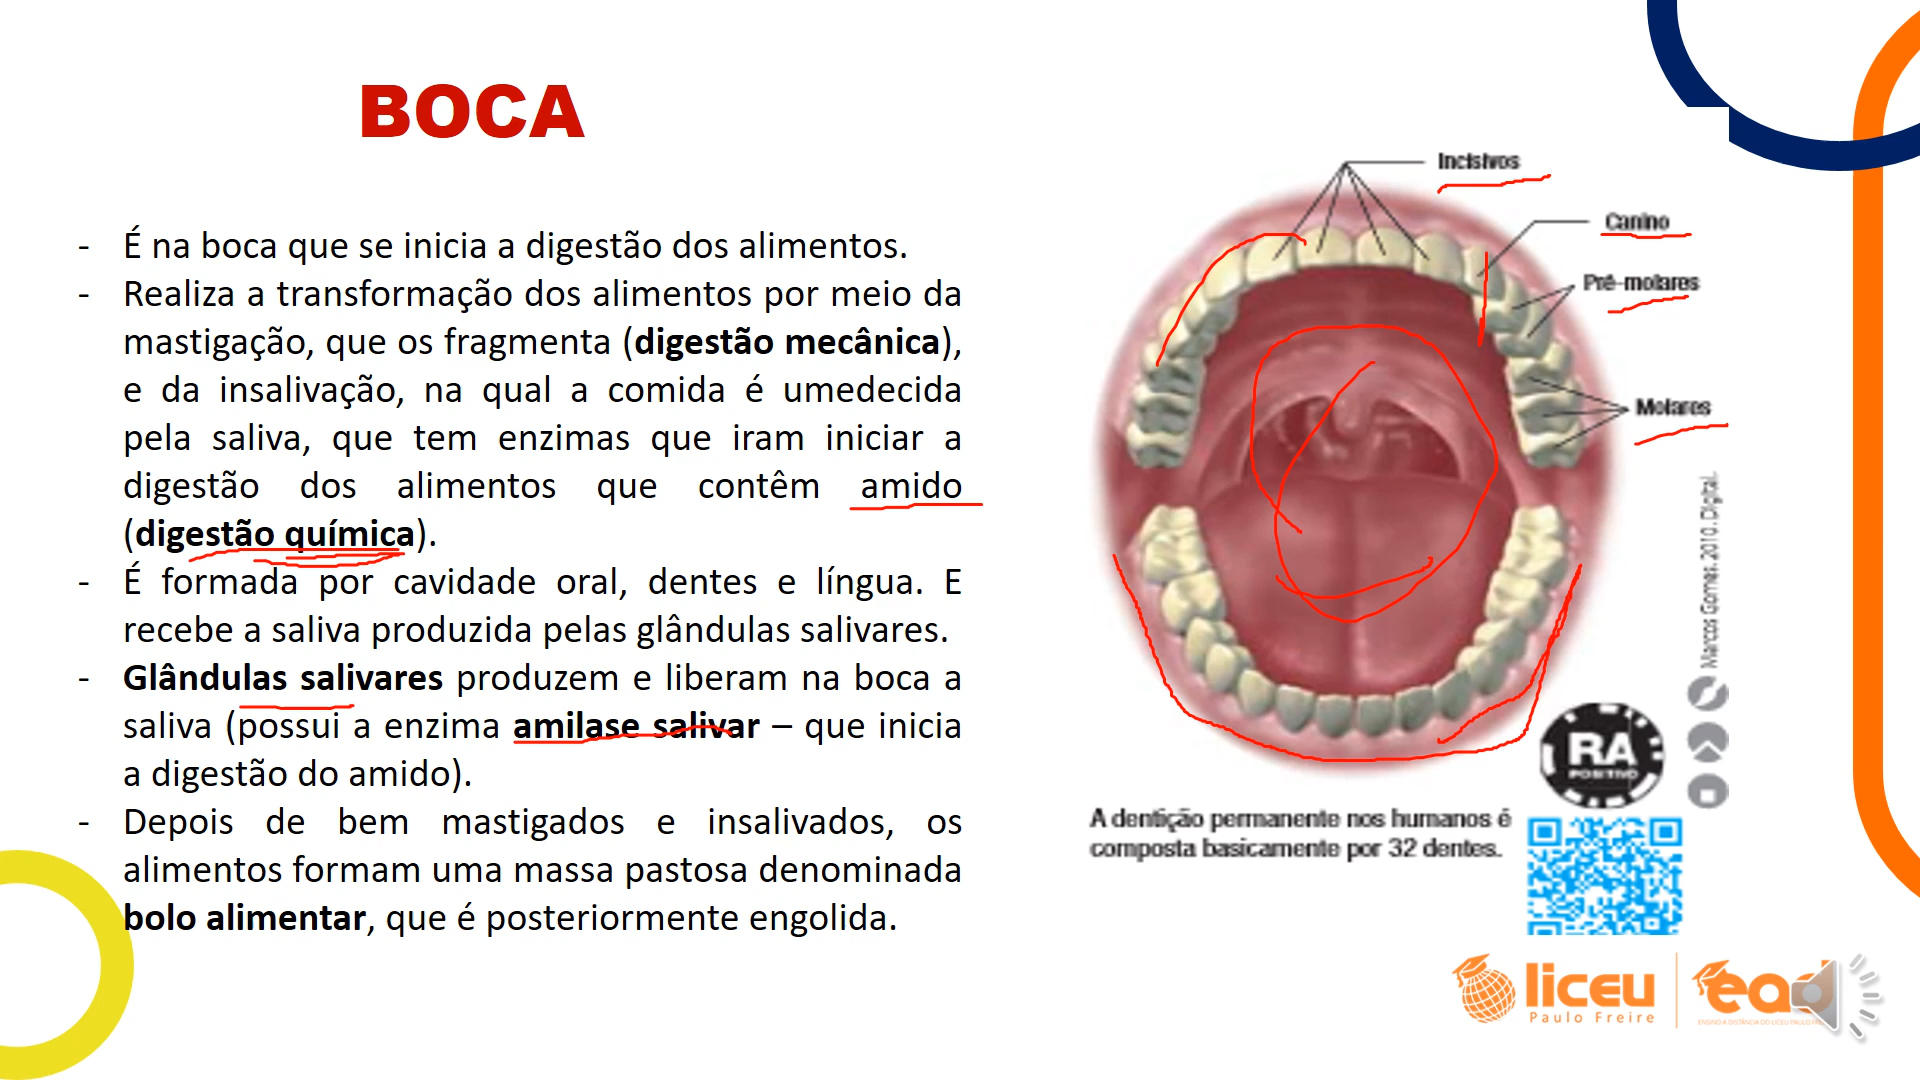 BOCA
- É na boca que se inicia a digestão dos alimentos.
- Realiza a transformação dos alimentos por meio da
mastigação, que os fragmenta (digestão mecânica),
e da insalivação, na qual a comida é umedecida
pela saliva, que tem enzimas que iram iniciar a
digestão dos alimentos que contêm amido
(digestão química).
- É formada por cavidade oral, dentes e língua. E
recebe a saliva produzida pelas glândulas salivares.
- Glândulas salivares produzem e liberam na boca a
saliva (possui a enzima amilase salivar – que inicia
a digestão do amido).
- Depois de bem mastigados e insalivados, os
alimentos formam uma massa pastosa denominada
bolo alimentar, que é posteriormente engolida.
Incisivos
Canino
Pré-molares
Molares
Marcos Gomes. 2010. Digital.
RA
POSITIVO
A dentição permanente nos humanos é
composta basicamente por 32 dentes.
liceu
Paulo Freire
ead